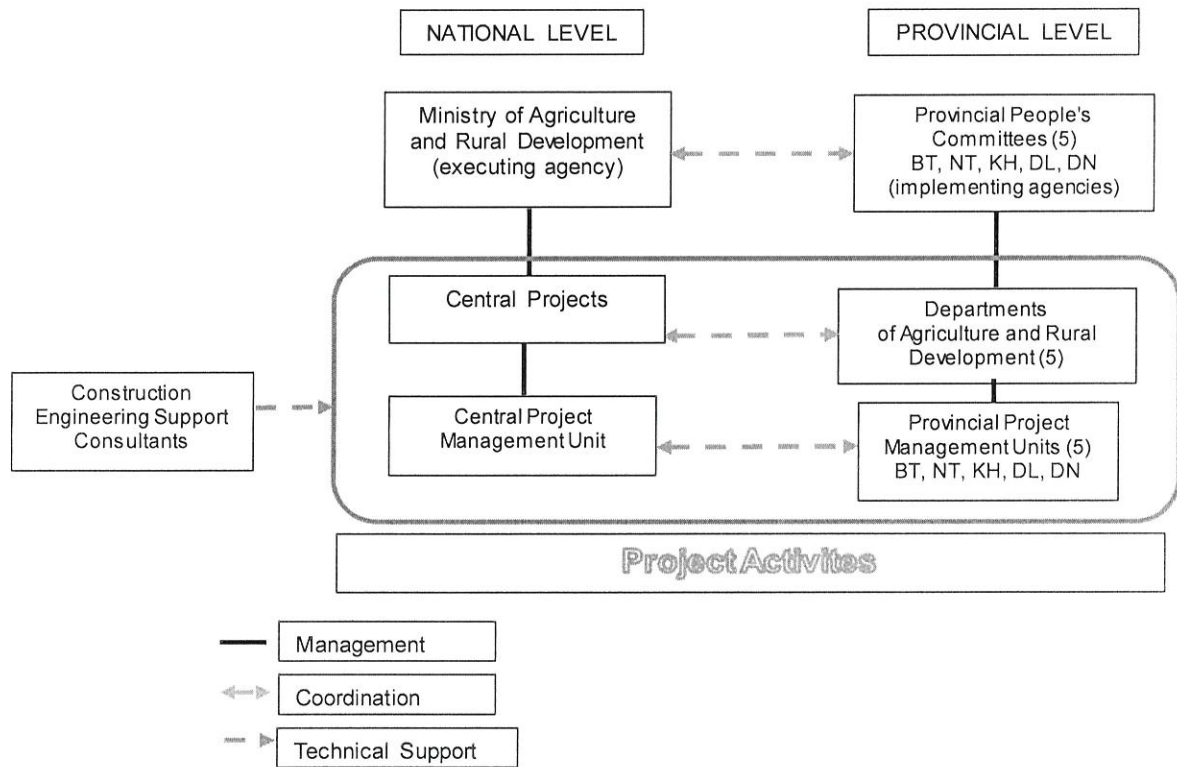 NATIONAL LEVEL
PROVINCIAL LEVEL
Ministry of Agriculture
and Rural Development
(executing agency)
Provincial People's
Committees (5)
BT, NT, KH, DL, DN
(implementing agencies)
Central Projects
Departments
of Agriculture and Rural
Development (5)
Construction
Engineering Support
Consultants
Central Project
Management Unit
Provincial Project
Management Units (5)
BT, NT, KH, DL, DN
Project Activites
Management
Coordination
Technical Support